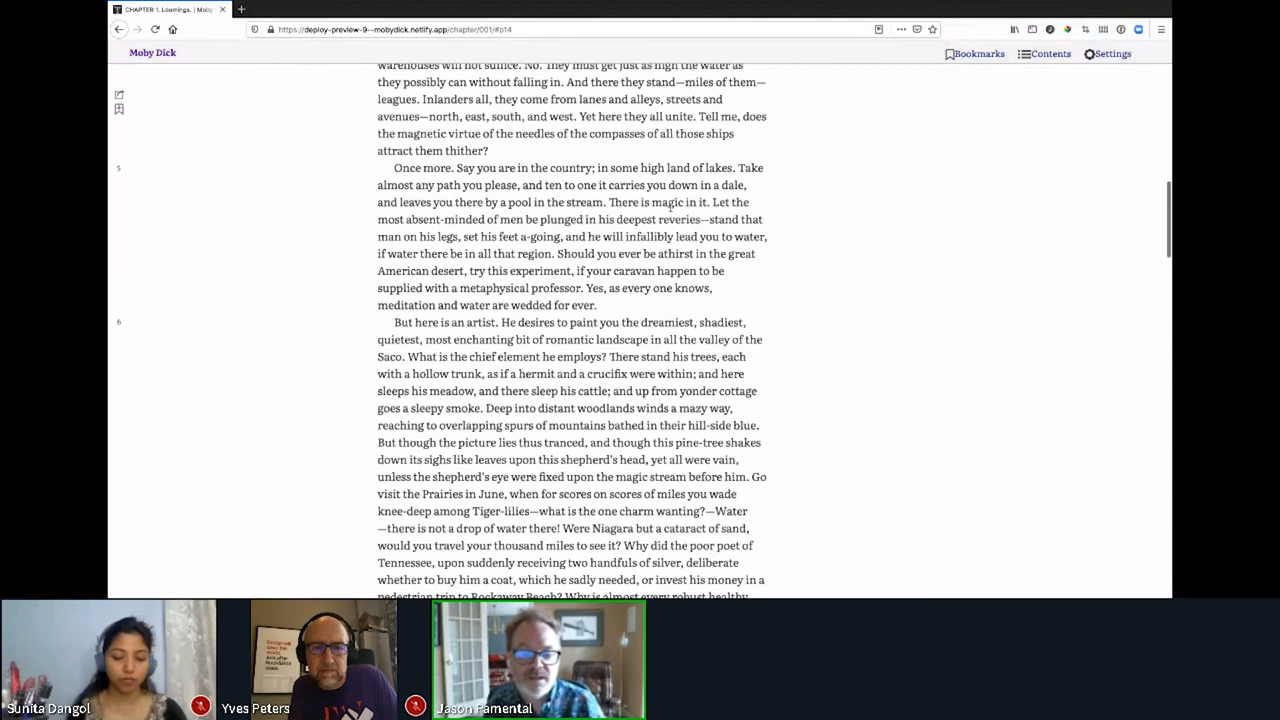 CHAPTER 1. Loomings. | Moby
https://deploy-preview-9--mobydick.netlify.app/chapter/001/#p14
Moby Dick
Bookmarks
Contents
Settings
warehouses will not suffice. No. They must get just as nigh the water as
they possibly can without falling in. And there they stand—miles of them—
leagues. Inlanders all, they come from lanes and alleys, streets and
avenues—north, east, south, and west. Yet here they all unite. Tell me, does
the magnetic virtue of the needles of the compasses of all those ships
attract them thither?
5
Once more. Say you are in the country; in some high land of lakes. Take
almost any path you please, and ten to one it carries you down in a dale,
and leaves you there by a pool in the stream. There is magic in it. Let the
most absent-minded of men be plunged in his deepest reveries—stand that
man on his legs, set his feet a-going, and he will infallibly lead you to water,
if water there be in all that region. Should you ever be athirst in the great
American desert, try this experiment, if your caravan happen to be
supplied with a metaphysical professor. Yes, as every one knows,
meditation and water are wedded for ever.
6
But here is an artist. He desires to paint you the dreamiest, shadiest,
quietest, most enchanting bit of romantic landscape in all the valley of the
Saco. What is the chief element he employs? There stand his trees, each
with a hollow trunk, as if a hermit and a crucifix were within; and here
sleeps his meadow, and there sleep his cattle; and up from yonder cottage
goes a sleepy smoke. Deep into distant woodlands winds a mazy way,
reaching to overlapping spurs of mountains bathed in their hill-side blue.
But though the picture lies thus tranced, and though this pine-tree shakes
down its sighs like leaves upon this shepherd's head, yet all were vain,
unless the shepherd's eye were fixed upon the magic stream before him. Go
visit the Prairies in June, when for scores on scores of miles you wade
knee-deep among Tiger-lilies—what is the one charm wanting?—Water
—there is not a drop of water there! Were Niagara but a cataract of sand,
would you travel your thousand miles to see it? Why did the poor poet of
Tennessee, upon suddenly receiving two handfuls of silver, deliberate
whether to buy him a coat, which he sadly needed, or invest his money in a
pedestrian trip to Rockaway Beach? Why is almost every robust healthy
Sunita Dangol
Yves Peters
Jason Pamental